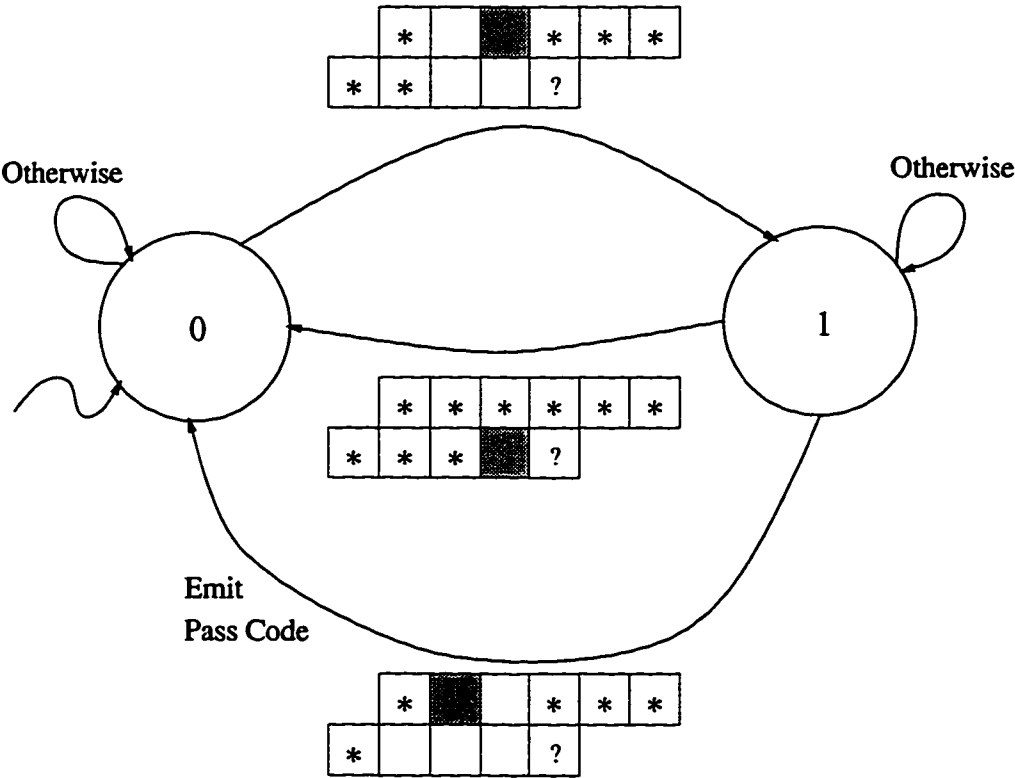 * * * *
* * ?
Otherwise
Otherwise
0
1
* * * * * *
* * * ?
Emit
Pass Code
* * * *
* ?